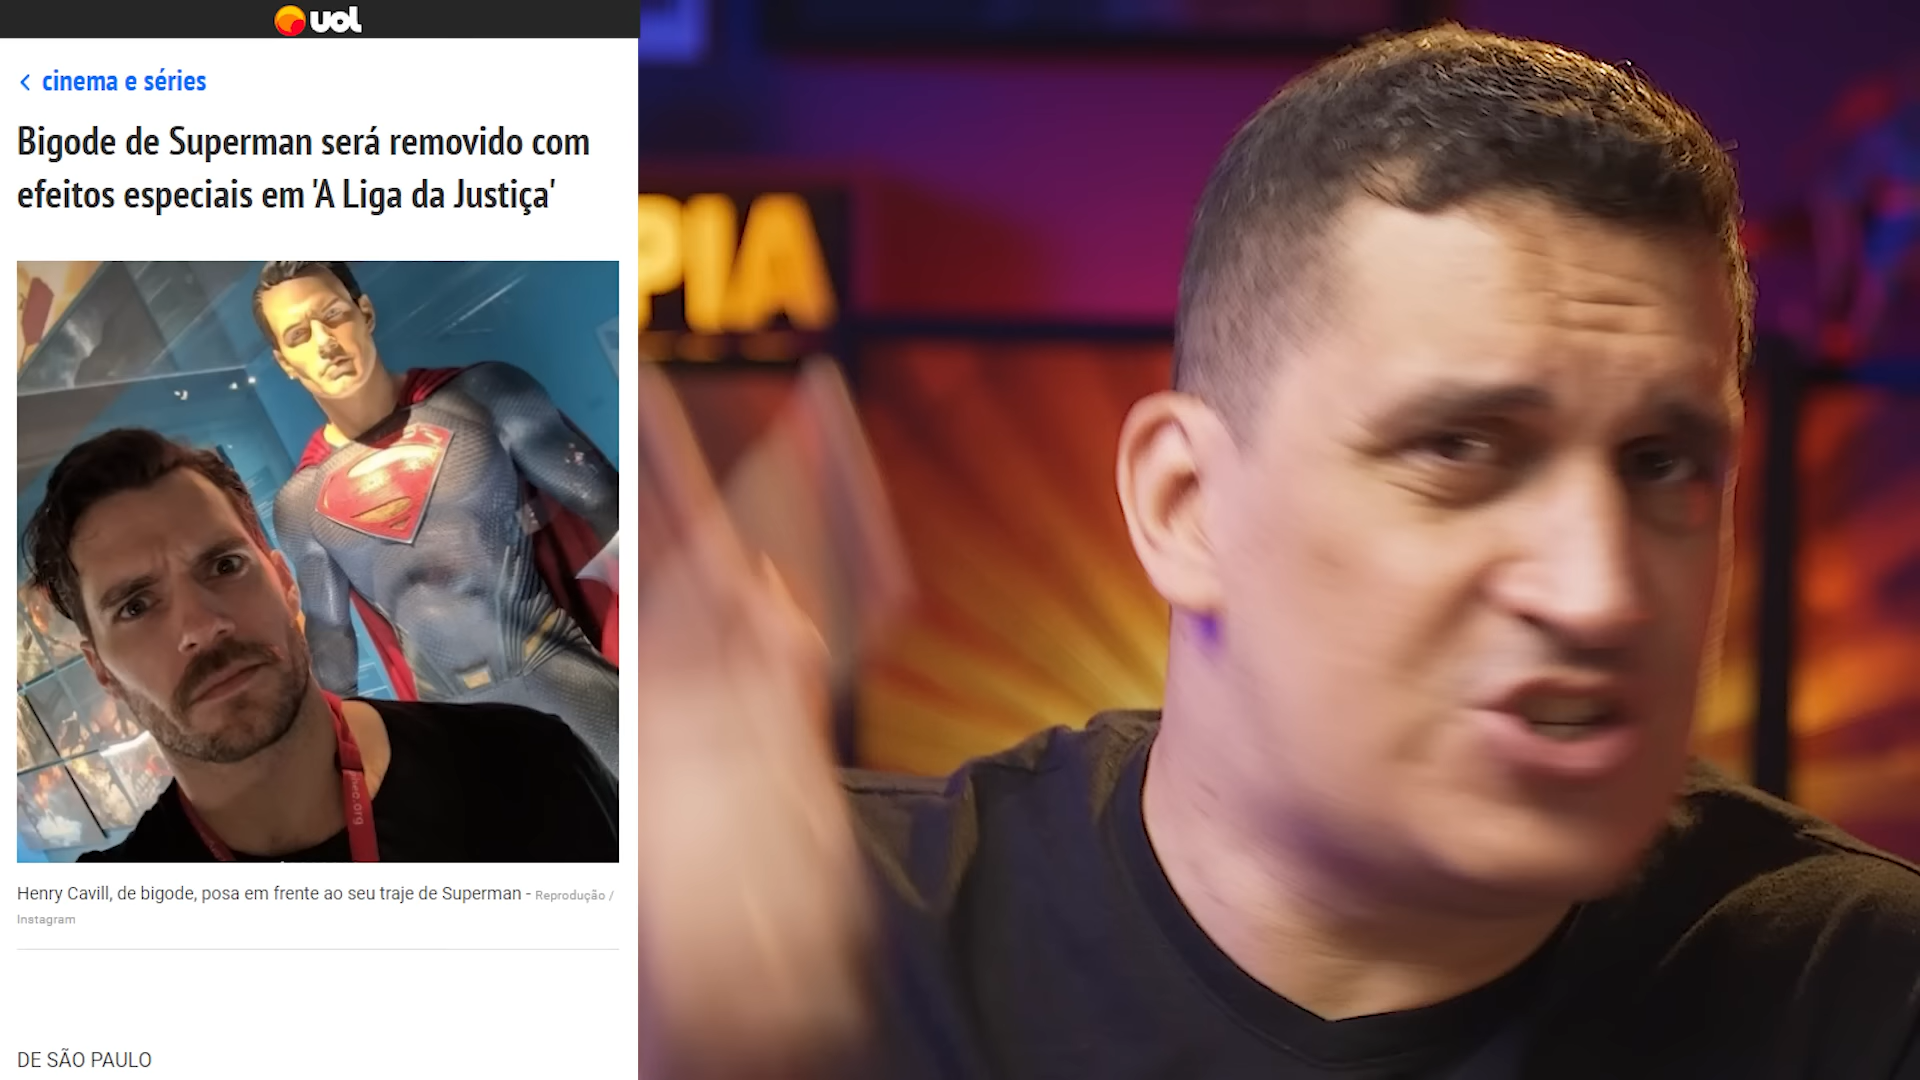 uol
cinema e séries
Bigode de Superman será removido com
efeitos especiais em 'A Liga da Justiça'
Henry Cavill, de bigode, posa em frente ao seu traje de Superman - Reprodução /
Instagram
DE SÃO PAULO
PIA